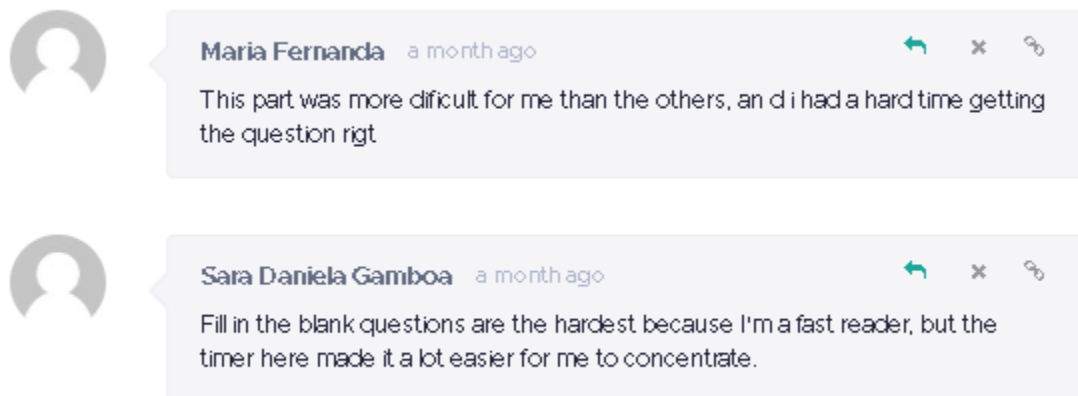 Maria Fernanda a month ago
This part was more dificult for me than the others, an d i had a hard time getting
the question rigt
Sara Daniela Gamboa a month ago
Fill in the blank questions are the hardest because I'm a fast reader, but the
timer here made it a lot easier for me to concentrate.